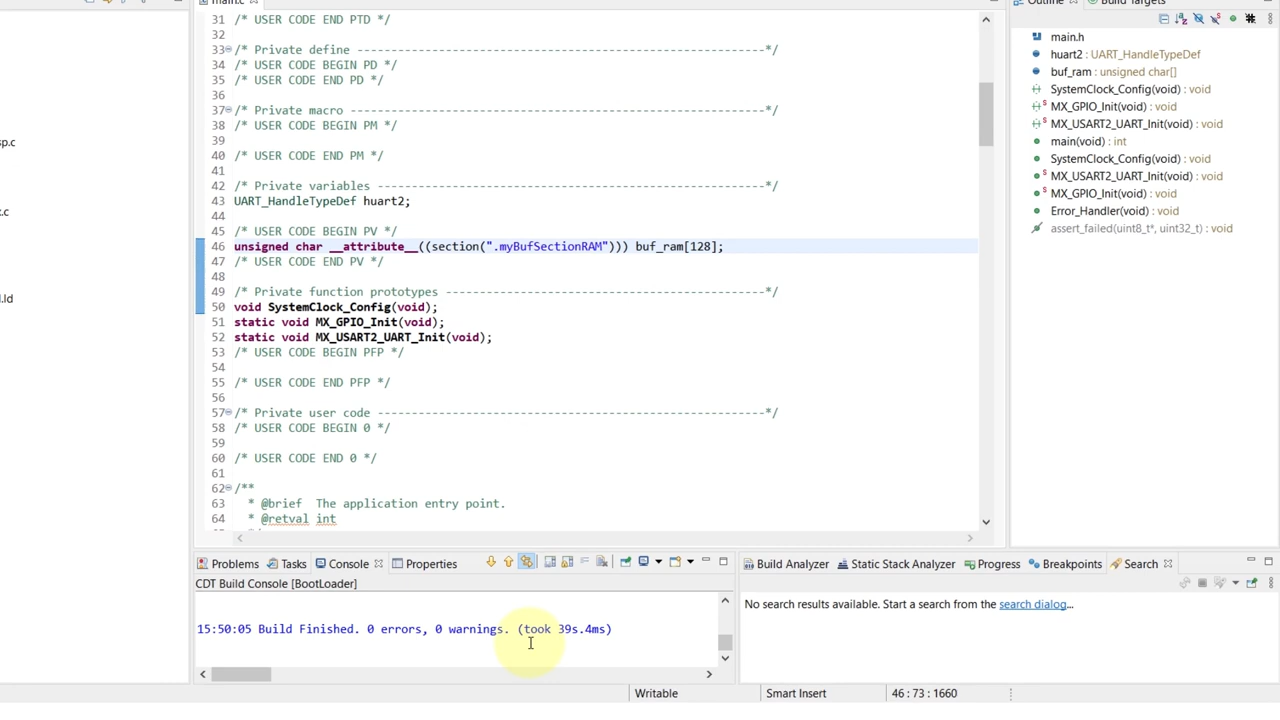 main.c
Outline
Build Targets
31 /* USER CODE END PTD */
32
33 /* Private define ------------------------------------------------------------*/
34 /* USER CODE BEGIN PD */
35 /* USER CODE END PD */
36
37 /* Private macro -------------------------------------------------------------*/
38 /* USER CODE BEGIN PM */
39
40 /* USER CODE END PM */
41
42 /* Private variables ---------------------------------------------------------*/
43 UART_HandleTypeDef huart2;
44
45 /* USER CODE BEGIN PV */
46 unsigned char __attribute__((section(".myBufSectionRAM"))) buf_ram[128];
47 /* USER CODE END PV */
48
49 /* Private function prototypes -----------------------------------------------*/
50 void SystemClock_Config(void);
51 static void MX_GPIO_Init(void);
52 static void MX_USART2_UART_Init(void);
53 /* USER CODE BEGIN PFP */
54
55 /* USER CODE END PFP */
56
57 /* Private user code ---------------------------------------------------------*/
58 /* USER CODE BEGIN 0 */
59
60 /* USER CODE END 0 */
61
62 /**
63 * @brief The application entry point.
64 * @retval int
sp.c
.c
.ld
main.h
huart2 : UART_HandleTypeDef
buf_ram : unsigned char[]
SystemClock_Config(void) : void
MX_GPIO_Init(void) : void
MX_USART2_UART_Init(void) : void
main(void) : int
SystemClock_Config(void) : void
MX_USART2_UART_Init(void) : void
MX_GPIO_Init(void) : void
Error_Handler(void) : void
assert_failed(uint8_t*, uint32_t) : void
Problems Tasks Console Properties
CDT Build Console [BootLoader]
15:50:05 Build Finished. 0 errors, 0 warnings. (took 39s.4ms)
Build Analyzer Static Stack Analyzer Progress Breakpoints Search
No search results available. Start a search from the search dialog...
Writable Smart Insert 46 : 73 : 1660